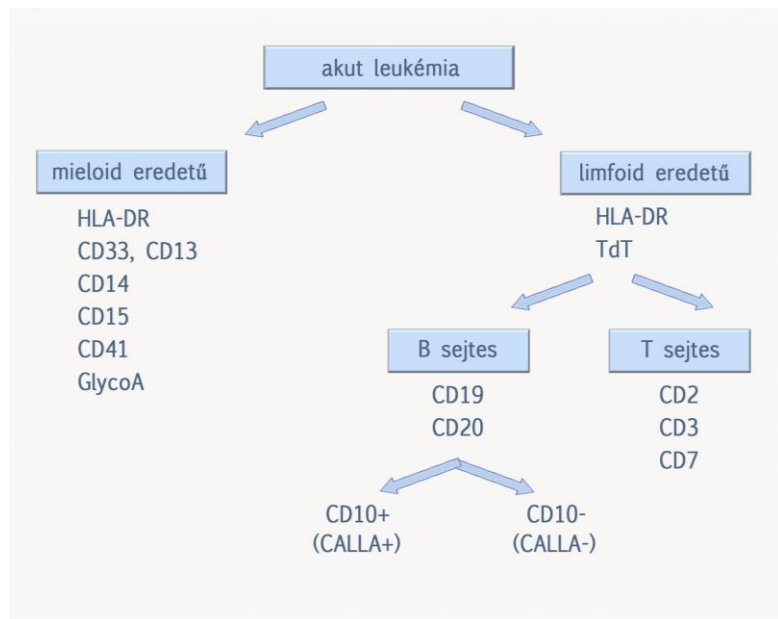 akut leukémia
mieloid eredetű
HLA-DR
CD33, CD13
CD14
CD15
CD41
GlycoA
limfoid eredetű
HLA-DR
TdT
B sejtes
CD19
CD20
CD10+
(CALLA+)
CD10-
(CALLA-)
T sejtes
CD2
CD3
CD7